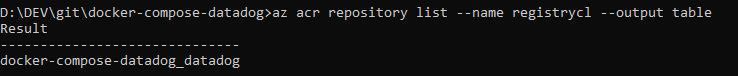 D:\DEV\git\docker-compose-datadog>az acr repository list --name registrycl --output table
Result
------------------------------
docker-compose-datadog_datadog